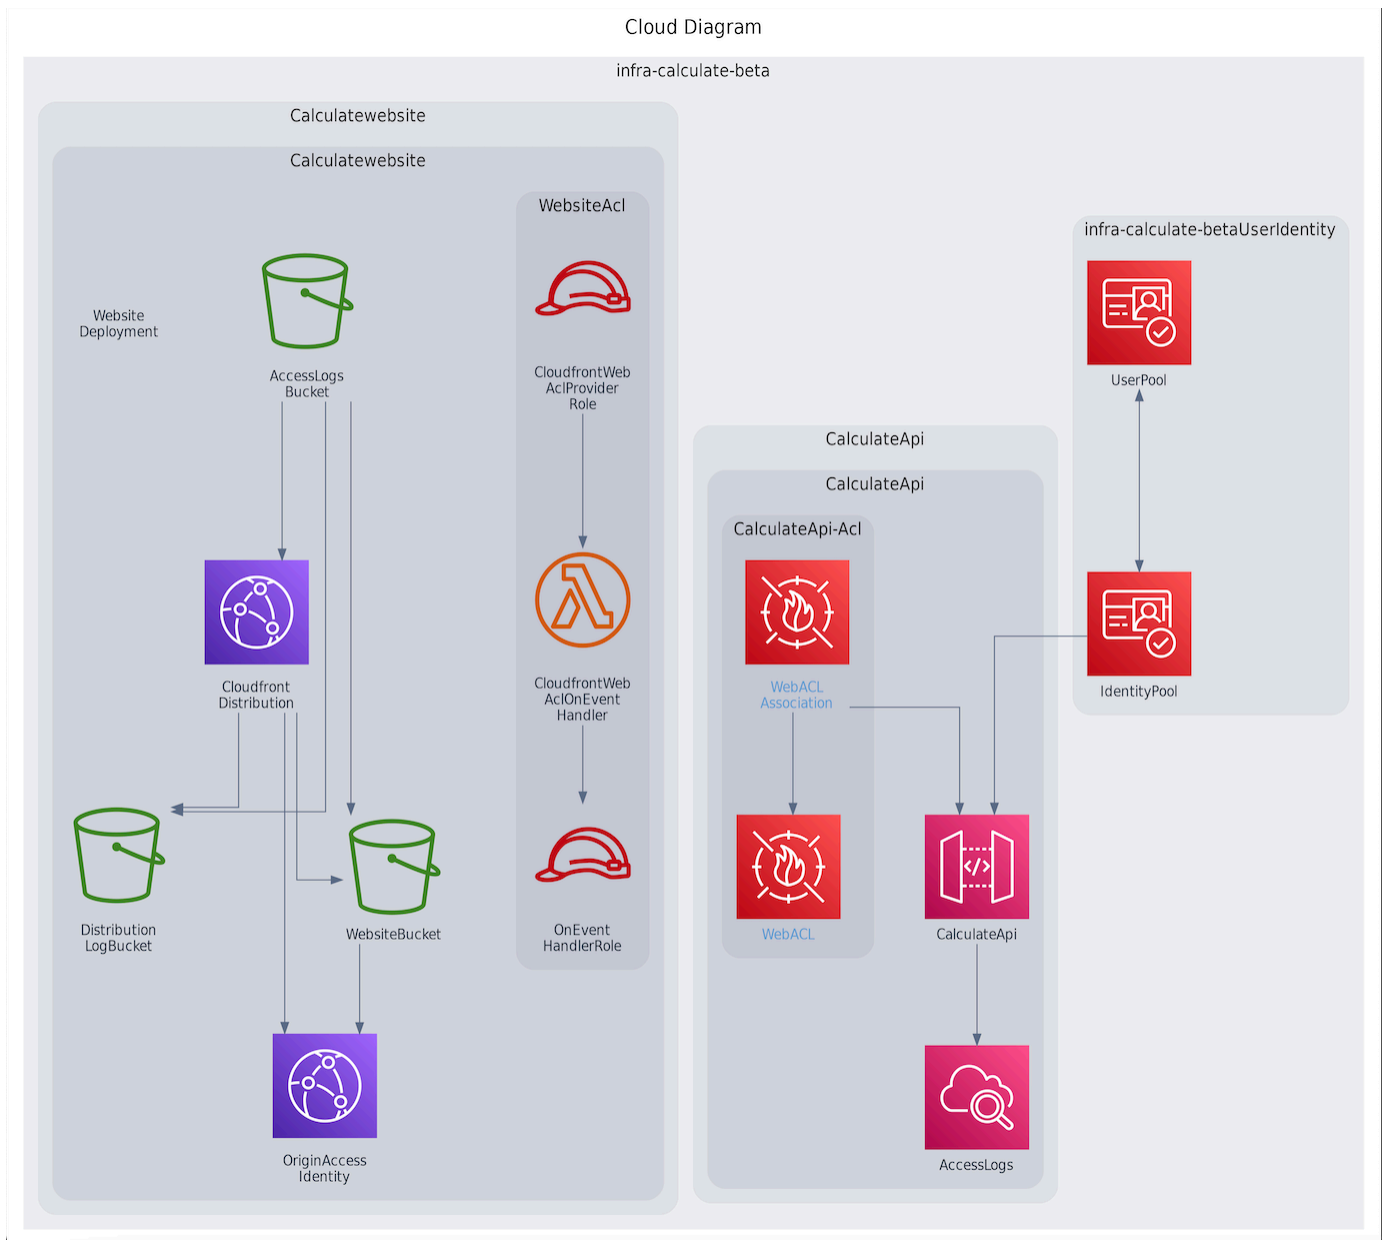 Cloud Diagram
infra-calculate-beta
Calculatewebsite
Calculatewebsite
Website
Deployment
AccessLogs
Bucket
Cloudfront
Distribution
Distribution
LogBucket
WebsiteBucket
OriginAccess
Identity
WebsiteAcl
CloudfrontWeb
AclProvider
Role
CloudfrontWeb
AclOnEvent
Handler
OnEvent
HandlerRole
CalculateApi
CalculateApi
CalculateApi-Acl
WebACL
Association
WebACL
CalculateApi
AccessLogs
infra-calculate-betaUserIdentity
UserPool
IdentityPool